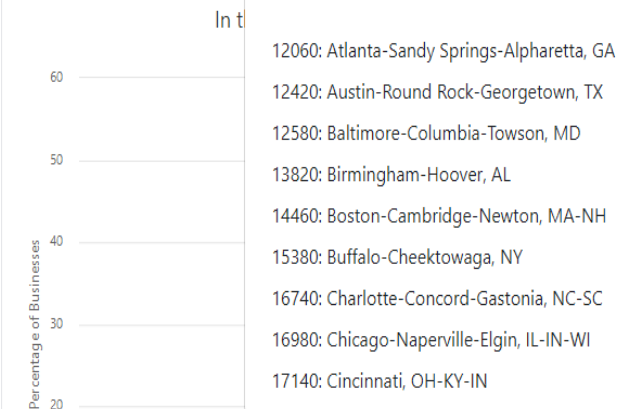 In t
60
50
40
30
20
Percentage of Businesses
12060: Atlanta-Sandy Springs-Alpharetta, GA
12420: Austin-Round Rock-Georgetown, TX
12580: Baltimore-Columbia-Towson, MD
13820: Birmingham-Hoover, AL
14460: Boston-Cambridge-Newton, MA-NH
15380: Buffalo-Cheektowaga, NY
16740: Charlotte-Concord-Gastonia, NC-SC
16980: Chicago-Naperville-Elgin, IL-IN-WI
17140: Cincinnati, OH-KY-IN